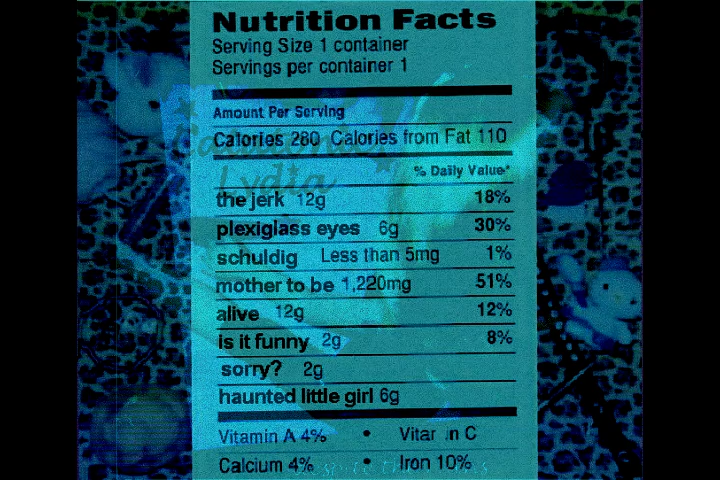 Nutrition Facts
Serving Size 1 container
Servings per container 1
Amount Per Serving
Calories 280 Calories from Fat 110
% Daily Value*
the jerk 12g 18%
plexiglass eyes 6g 30%
schuldig Less than 5mg 1%
mother to be 1,220mg 51%
alive 12g 12%
is it funny 2g 8%
sorry? 2g
haunted little girl 6g
Lydia
Vitamin A 4% • C
Calcium 4% • Iron 10%